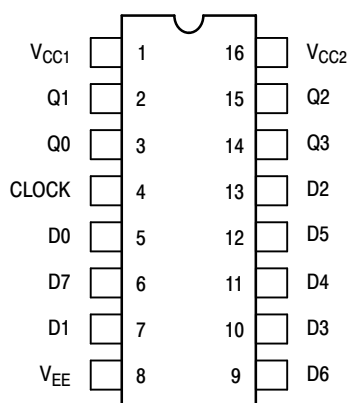 VCC1 1 16 VCC2
Q1 2 15 Q2
Q0 3 14 Q3
CLOCK 4 13 D2
D0 5 12 D5
D7 6 11 D4
D1 7 10 D3
VEE 8 9 D6